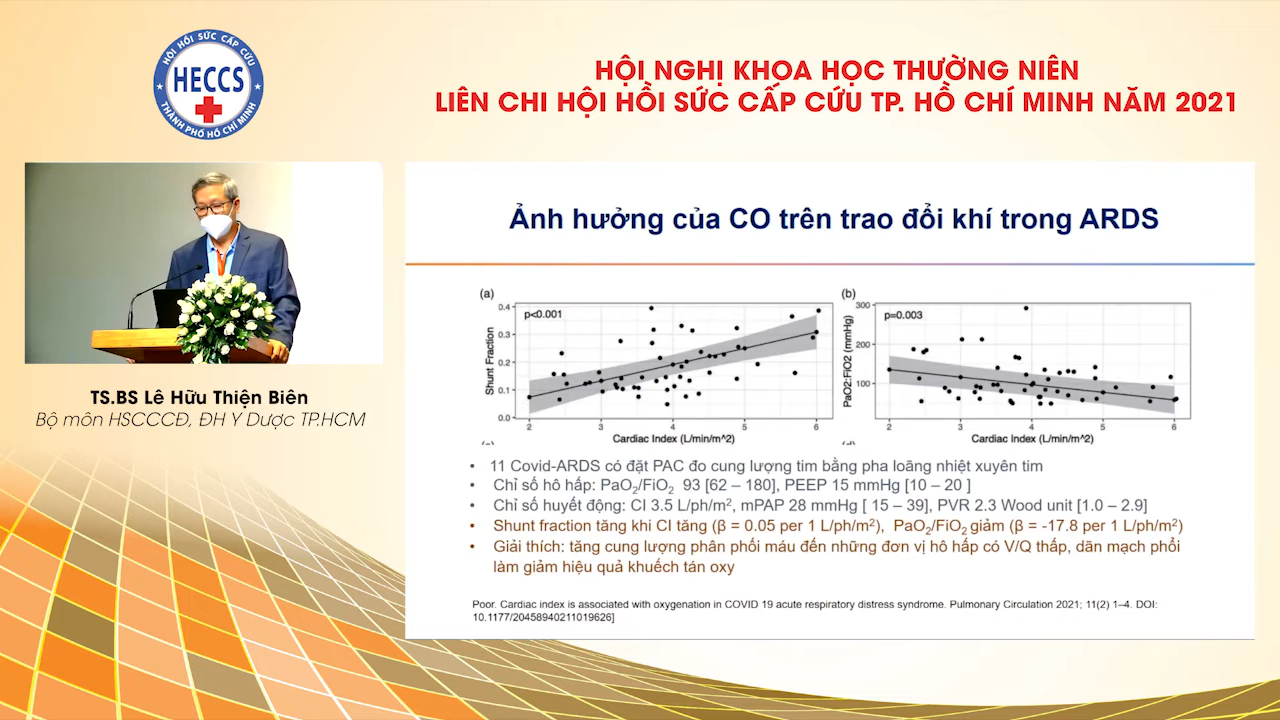 HỘI HỒI SỨC CẤP CỨU
HECCS
THÀNH PHỐ HỒ CHÍ MINH
HỘI NGHỊ KHOA HỌC THƯỜNG NIÊN
LIÊN CHI HỘI HỒI SỨC CẤP CỨU TP. HỒ CHÍ MINH NĂM 2021
TS.BS Lê Hữu Thiện Biên
Bộ môn HSCCCĐ, ĐH Y Dược TP.HCM
Ảnh hưởng của CO trên trao đổi khí trong ARDS
(a)
p<0.001
Shunt Fraction
0.4
0.3
0.2
0.1
0.0
2 3 4 5 6
Cardiac Index (L/min/m^2)
(b)
p=0.003
PaO2:FiO2 (mmHg)
300
200
100
2 3 4 5 6
Cardiac Index (L/min/m^2)
• 11 Covid-ARDS có đặt PAC đo cung lượng tim bằng pha loãng nhiệt xuyên tim
• Chỉ số hô hấp: PaO₂/FiO₂ 93 [62 – 180], PEEP 15 mmHg [10 – 20 ]
• Chỉ số huyết động: CI 3.5 L/ph/m², mPAP 28 mmHg [ 15 – 39], PVR 2.3 Wood unit [1.0 – 2.9]
• Shunt fraction tăng khi CI tăng (β = 0.05 per 1 L/ph/m²), PaO₂/FiO₂ giảm (β = -17.8 per 1 L/ph/m²)
• Giải thích: tăng cung lượng phân phối máu đến những đơn vị hô hấp có V/Q thấp, dãn mạch phổi
làm giảm hiệu quả khuếch tán oxy
Poor. Cardiac index is associated with oxygenation in COVID 19 acute respiratory distress syndrome. Pulmonary Circulation 2021; 11(2) 1–4. DOI:
10.1177/20458940211019626]